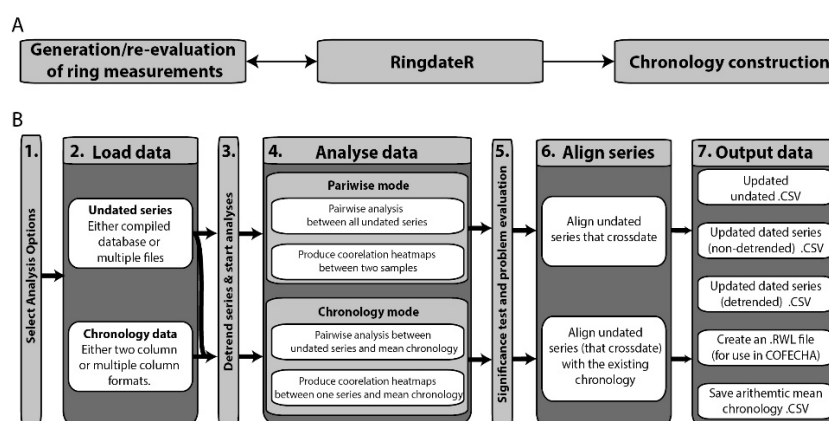 A
Generation/re-evaluation
of ring measurements
RingdateR
Chronology construction
B
1.
Select Analysis Options
2. Load data
Undated series
Either compiled
database or
multiple files
Chronology data
Either two column
or multiple column
formats.
3.
Detrend series & start analyses
4. Analyse data
Pariwise mode
Pairwise analysis
between all undated series
Produce coorelation heatmaps
between two samples
Chronology mode
Pairwise analysis between
undated series and mean chronology
Produce coorelation heatmaps
between one series and mean chronology
5.
Significance test and problem evaluation
6. Align series
Align undated
series that crossdate
Align undated
series (that crossdate)
with the existing
chronology
7. Output data
Updated
undated .CSV
Updated dated series
(non-detrended) .CSV
Updated dated series
(detrended) .CSV
Create an .RWL file
(for use in COFECHA)
Save arithemtic mean
chronology .CSV